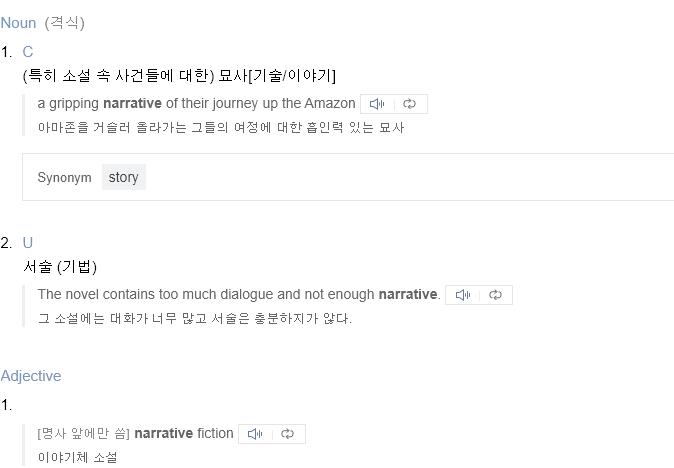 Noun (격식)
1. C
(특히 소설 속 사건들에 대한) 묘사[기술/이야기]
a gripping narrative of their journey up the Amazon
아마존을 거슬러 올라가는 그들의 여정에 대한 흡인력 있는 묘사
Synonym story
2. U
서술 (기법)
The novel contains too much dialogue and not enough narrative.
그 소설에는 대화가 너무 많고 서술은 충분하지가 않다.
Adjective
1.
[명사 앞에만 씀] narrative fiction
이야기체 소설